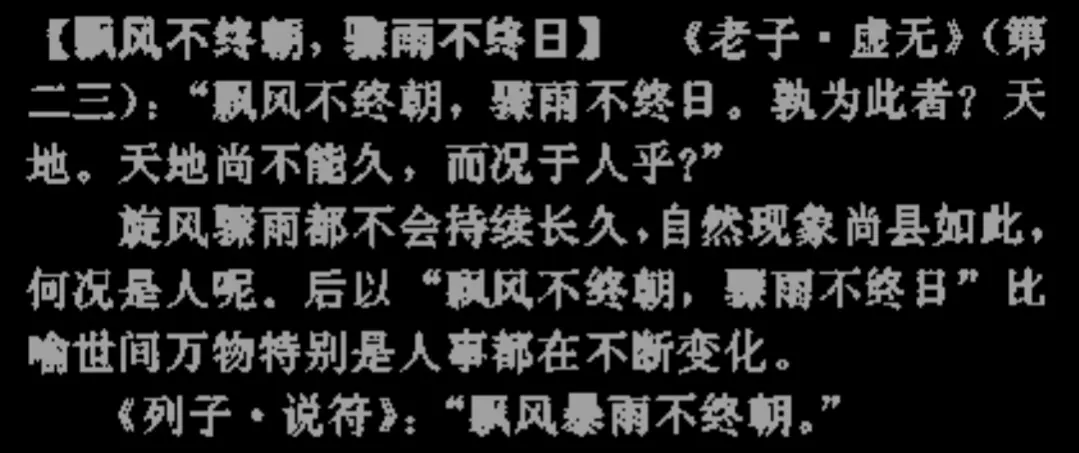 【飘风不终朝，骤雨不终日】 《老子·虚无》（第
二三）：“飘风不终朝，骤雨不终日。孰为此者？天
地。天地尚不能久，而况于人乎？”
旋风骤雨都不会持续长久，自然现象尚且如此，
何况是人呢。后以“飘风不终朝，骤雨不终日”比
喻世间万物特别是人事都在不断变化。
《列子·说符》：“飘风暴雨不终朝。”